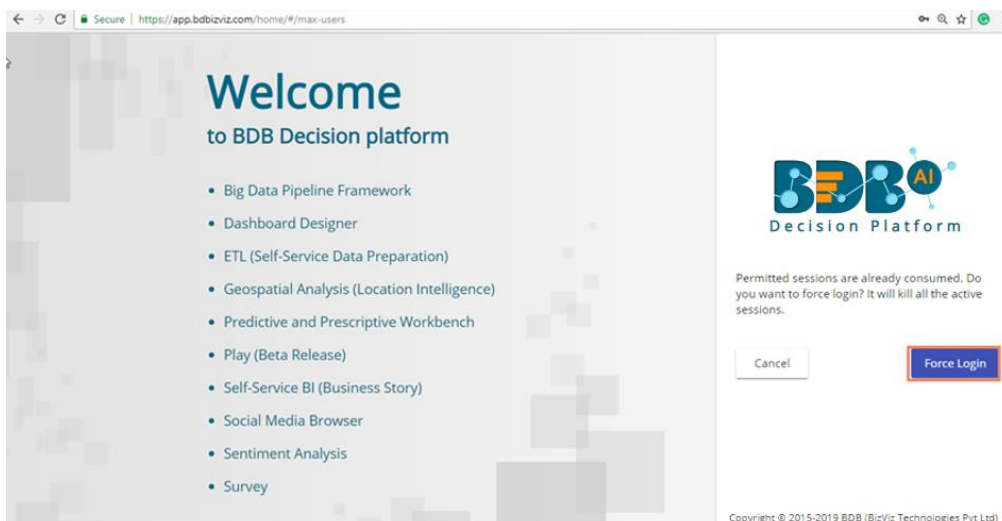 Secure | https://app.bdbizviz.com/home/#/max-users
Welcome
to BDB Decision platform
• Big Data Pipeline Framework
• Dashboard Designer
• ETL (Self-Service Data Preparation)
• Geospatial Analysis (Location Intelligence)
• Predictive and Prescriptive Workbench
• Play (Beta Release)
• Self-Service BI (Business Story)
• Social Media Browser
• Sentiment Analysis
• Survey
BDB AI
Decision Platform
Permitted sessions are already consumed. Do
you want to force login? It will kill all the active
sessions.
Cancel
Force Login
Copyright © 2015-2019 BDB (BizViz Technologies Pvt Ltd)